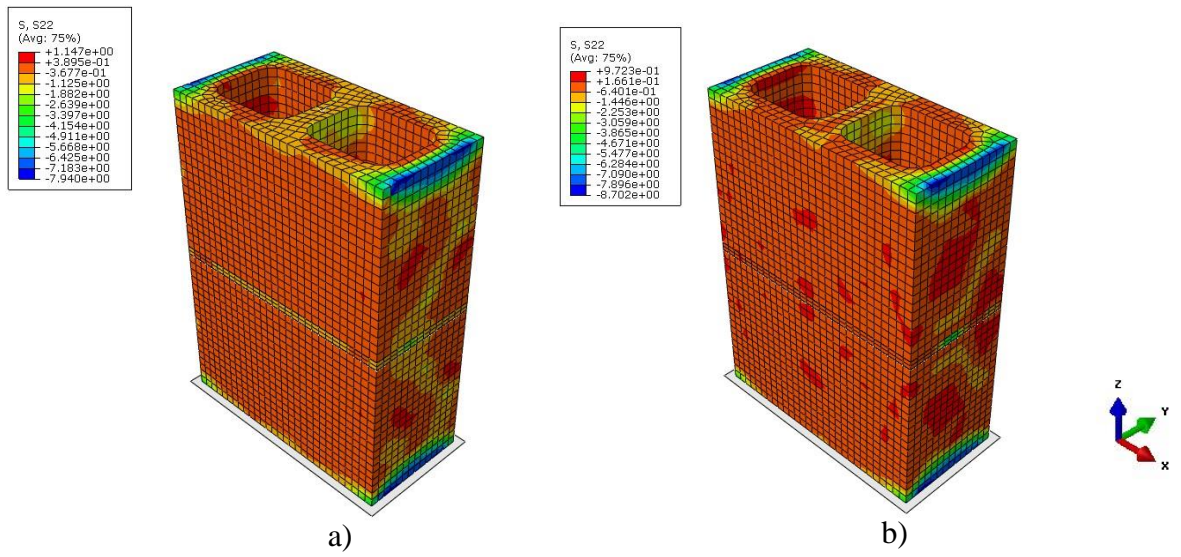 S, S22
(Avg: 75%)
+1.147e+00
+3.895e-01
-3.677e-01
-1.125e+00
-1.882e+00
-2.639e+00
-3.397e+00
-4.154e+00
-4.911e+00
-5.668e+00
-6.425e+00
-7.183e+00
-7.940e+00
S, S22
(Avg: 75%)
+9.723e-01
+1.661e-01
-6.401e-01
-1.446e+00
-2.253e+00
-3.059e+00
-3.865e+00
-4.671e+00
-5.477e+00
-6.284e+00
-7.090e+00
-7.896e+00
-8.702e+00
Z
Y
X
a)
b)